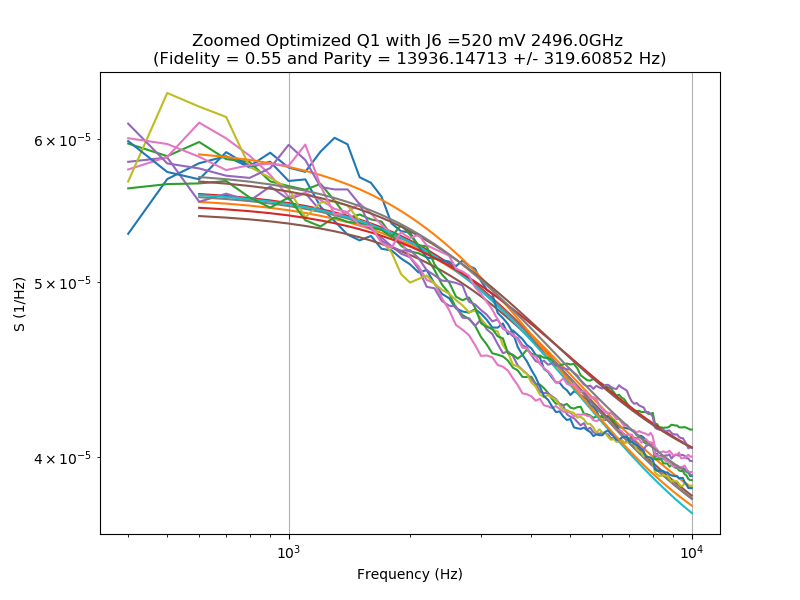 Zoomed Optimized Q1 with J6 =520 mV 2496.0GHz
(Fidelity = 0.55 and Parity = 13936.14713 +/- 319.60852 Hz)
6 × 10⁻⁵
5 × 10⁻⁵
4 × 10⁻⁵
S (1/Hz)
10³
10⁴
Frequency (Hz)